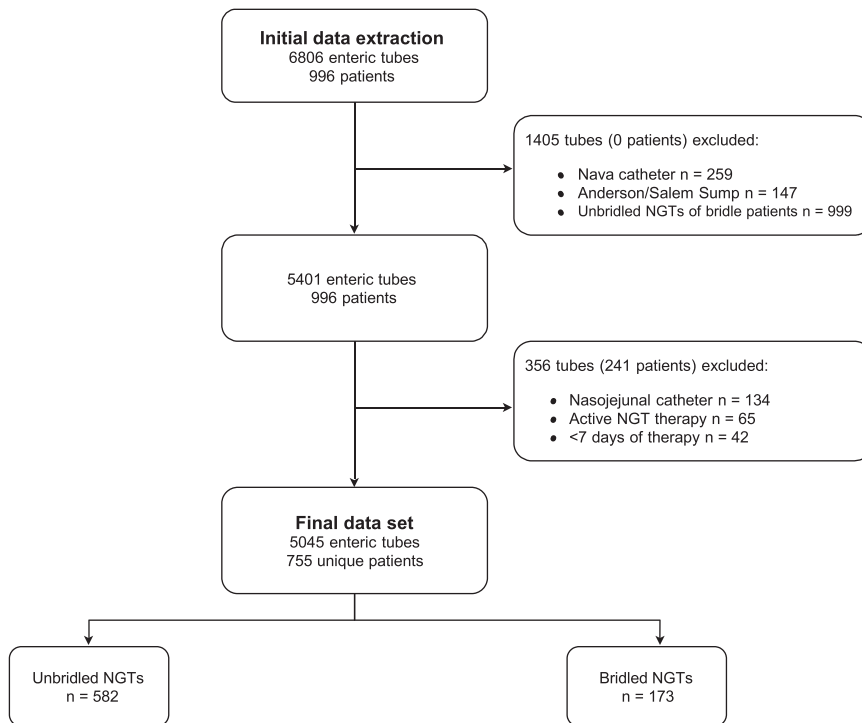 Initial data extraction
6806 enteric tubes
996 patients
1405 tubes (0 patients) excluded:
● Nava catheter n = 259
● Anderson/Salem Sump n = 147
● Unbridled NGTs of bridle patients n = 999
5401 enteric tubes
996 patients
356 tubes (241 patients) excluded:
● Nasojejunal catheter n = 134
● Active NGT therapy n = 65
● <7 days of therapy n = 42
Final data set
5045 enteric tubes
755 unique patients
Unbridled NGTs
n = 582
Bridled NGTs
n = 173